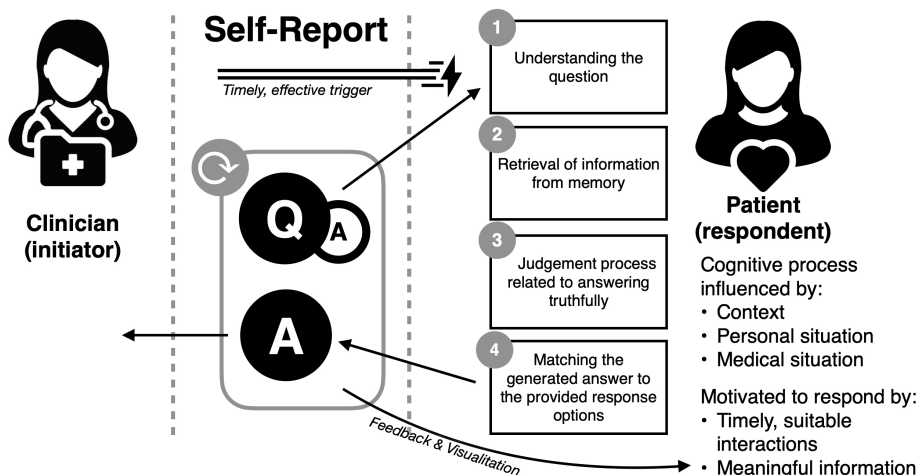 Self-Report
Timely, effective trigger
Clinician
(initiator)
Q
A
A
1
Understanding the
question
2
Retrieval of information
from memory
3
Judgement process
related to answering
truthfully
4
Matching the
generated answer to
the provided response
options
Feedback & Visualitation
Patient
(respondent)
Cognitive process
influenced by:
• Context
• Personal situation
• Medical situation
Motivated to respond by:
• Timely, suitable
interactions
• Meaningful information